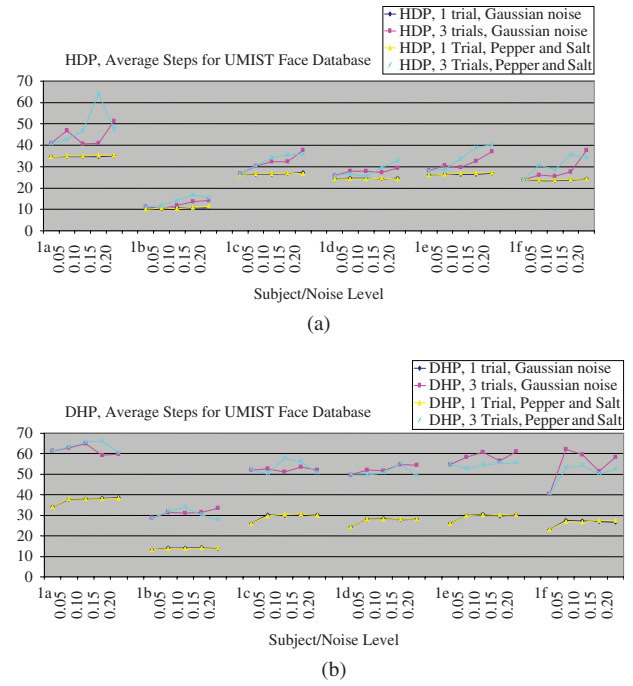 HDP, Average Steps for UMIST Face Database
HDP, 1 trial, Gaussian noise
HDP, 3 trials, Gaussian noise
HDP, 1 Trial, Pepper and Salt
HDP, 3 Trials, Pepper and Salt
70
60
50
40
30
20
10
0
1a 0.05 0.10 0.15 0.20 1b 0.05 0.10 0.15 0.20 1c 0.05 0.10 0.15 0.20 1d 0.05 0.10 0.15 0.20 1e 0.05 0.10 0.15 0.20 1f 0.05 0.10 0.15 0.20
Subject/Noise Level
(a)
DHP, Average Steps for UMIST Face Database
DHP, 1 trial, Gaussian noise
DHP, 3 trials, Gaussian noise
DHP, 1 Trial, Pepper and Salt
DHP, 3 Trials, Pepper and Salt
70
60
50
40
30
20
10
0
1a 0.05 0.10 0.15 0.20 1b 0.05 0.10 0.15 0.20 1c 0.05 0.10 0.15 0.20 1d 0.05 0.10 0.15 0.20 1e 0.05 0.10 0.15 0.20 1f 0.05 0.10 0.15 0.20
Subject/Noise Level
(b)